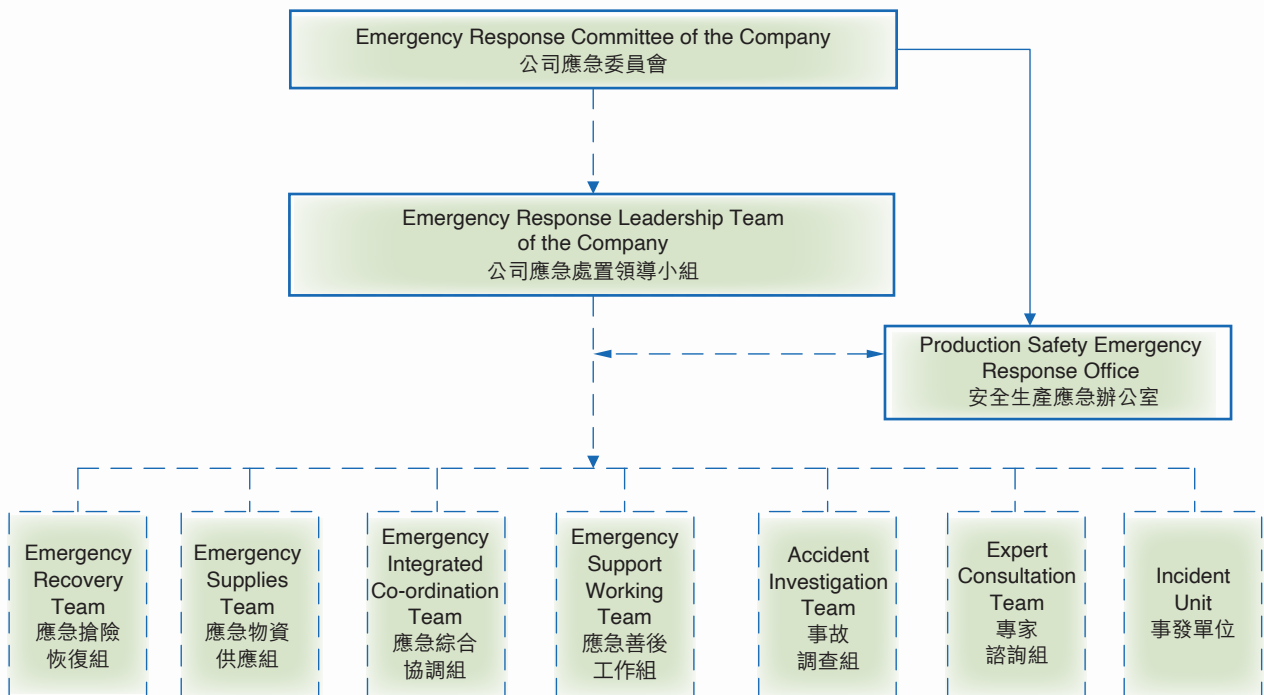 Emergency Response Committee of the Company
公司應急委員會
Emergency Response Leadership Team
of the Company
公司應急處置領導小組
Production Safety Emergency
Response Office
安全生產應急辦公室
Emergency
Recovery
Team
應急搶險
恢復組
Emergency
Supplies
Team
應急物資
供應組
Emergency
Integrated
Co-ordination
Team
應急綜合
協調組
Emergency
Support
Working
Team
應急善後
工作組
Accident
Investigation
Team
事故
調查組
Expert
Consultation
Team
專家
諮詢組
Incident
Unit
事發單位